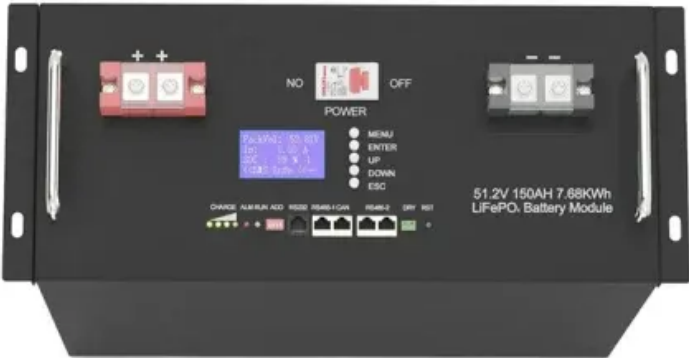 + +
- -
NO
OFF
POWER
MENU
ENTER
UP
DOWN
ESC
51.2V 150AH 7.68KWh
LiFePO₄ Battery Module
CHARGE ALM RUN ADD RS232 RS485-1 CAN RS485-2 DRY RST